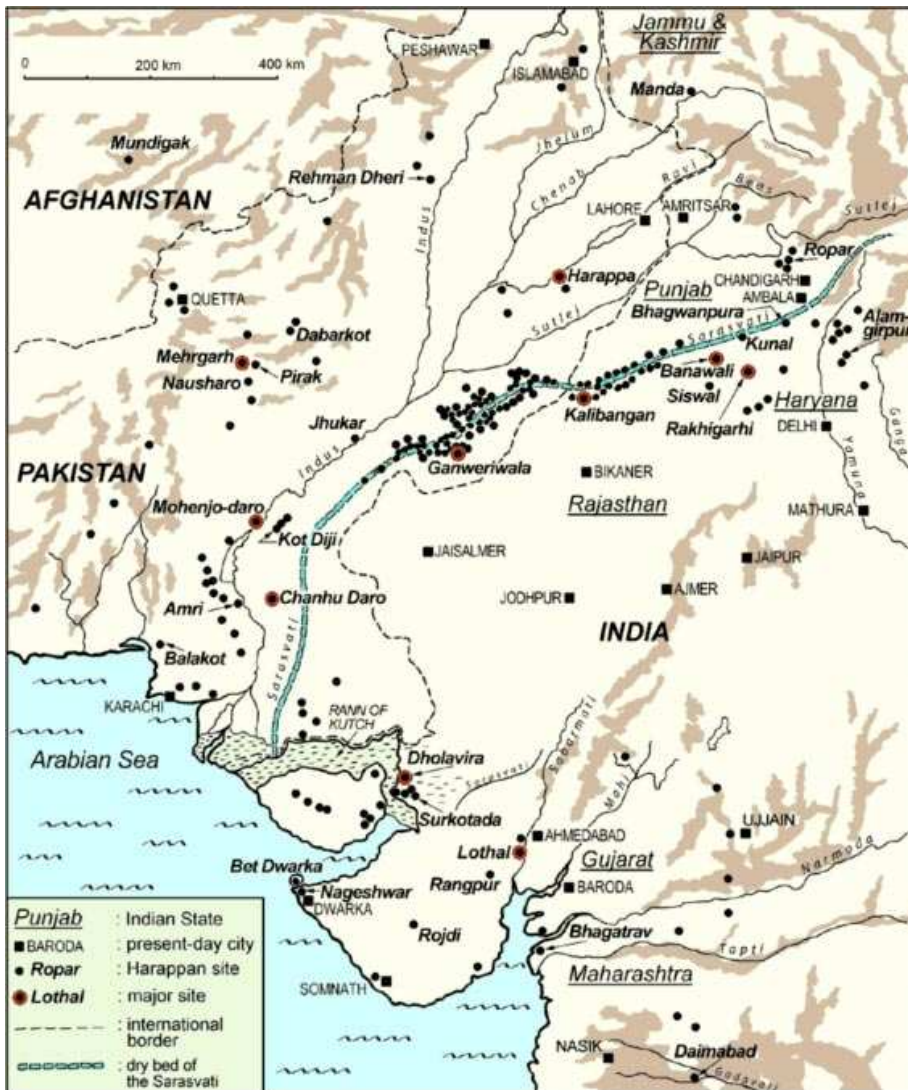 Jammu &
Kashmir
PESHAWAR
ISLAMABAD
0
200 km
400 km
Manda
Mundigak
Jhelum
Rehman Dheri
Chenab
Ravi
Beas
AFGHANISTAN
Indus
LAHORE
AMRITSAR
Sutlej
Ropar
Harappa
CHANDIGARH
QUETTA
Punjab
AMBALA
Bhagwanpura
Dabarkot
Sutlej
Sarasvati
Alam-
girpur
Kunal
Mehrgarh
Pirak
Banawali
Nausharo
Siswal
Haryana
Kalibangan
Jhukar
Rakhigarhi
DELHI
Ganga
Indus
Ganweriwala
Yamuna
PAKISTAN
BIKANER
Rajasthan
Mohenjo-daro
MATHURA
Kot Diji
JAISALMER
JAIPUR
Chanhu Daro
JODHPUR
AJMER
Amri
INDIA
Balakot
Sarasvati
KARACHI
RANN OF
KUTCH
Sabarmati
Arabian Sea
Dholavira
Sarasvati
Mahi
Surkotada
AHMEDABAD
UJJAIN
Lothal
Bet Dwarka
Gujarat
Narmada
Nageshwar
Rangpur
BARODA
DWARKA
Rojdi
Bhagatrav
Tapti
Maharashtra
SOMNATH
NASIK
Daimabad
Godavari
Punjab : Indian State
BARODA : present-day city
Ropar : Harappan site
Lothal : major site
: international
border
: dry bed of
the Sarasvati